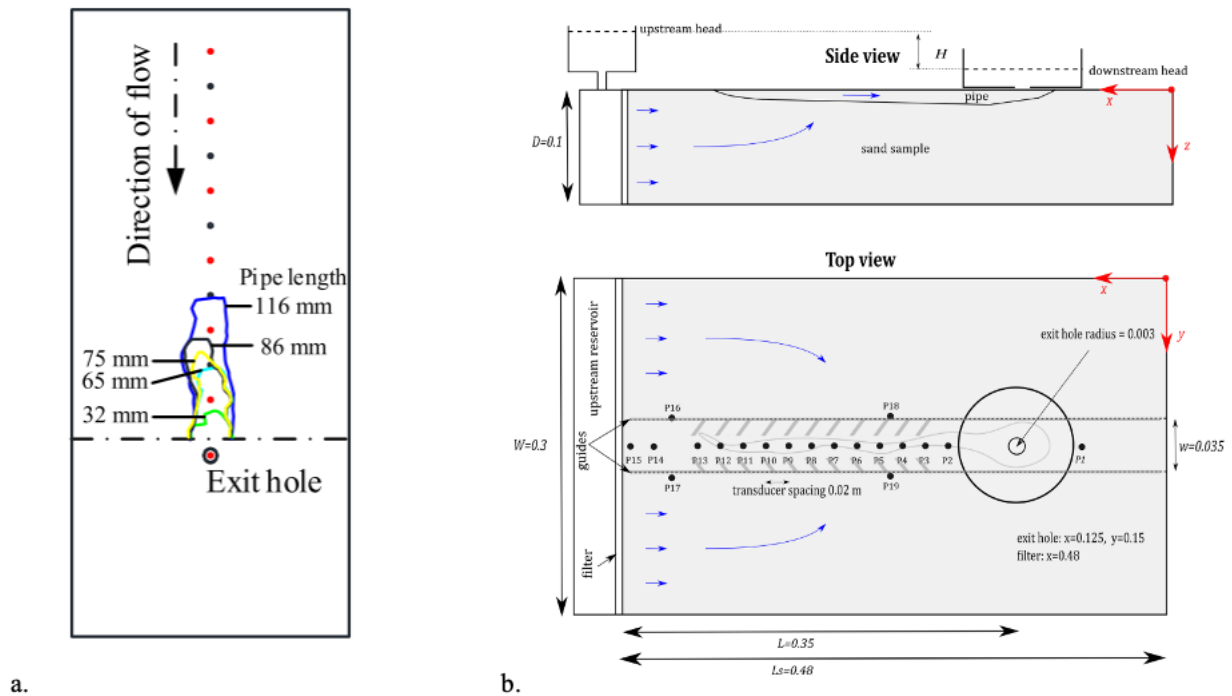 Direction of flow
Pipe length
116 mm
86 mm
75 mm
65 mm
32 mm
Exit hole
a.
upstream head
H
Side view
downstream head
pipe
x
D=0.1
sand sample
z
Top view
x
upstream reservoir
exit hole radius = 0.003
y
P16
P18
W=0.3
guides
w=0.035
P15 P14 P13 P12 P11 P10 P9 P8 P7 P6 P5 P4 P3 P2 P1
transducer spacing 0.02 m
P17
P19
exit hole: x=0.125, y=0.15
filter: x=0.48
filter
L=0.35
Ls=0.48
b.